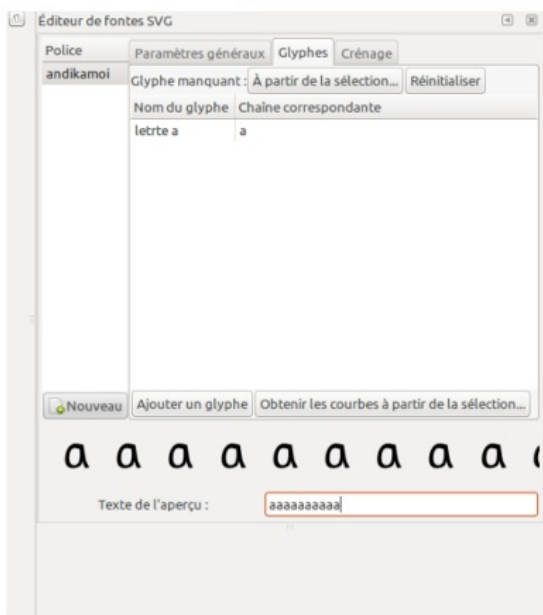 Éditeur de fontes SVG
Police
andikamoi
Paramètres généraux Glyphes Crénage
Glyphe manquant : À partir de la sélection... Réinitialiser
Nom du glyphe Chaîne correspondante
letrte a a
Nouveau Ajouter un glyphe Obtenir les courbes à partir de la sélection...
a a a a a a a a a
Texte de l'aperçu : aaaaaaaaaa